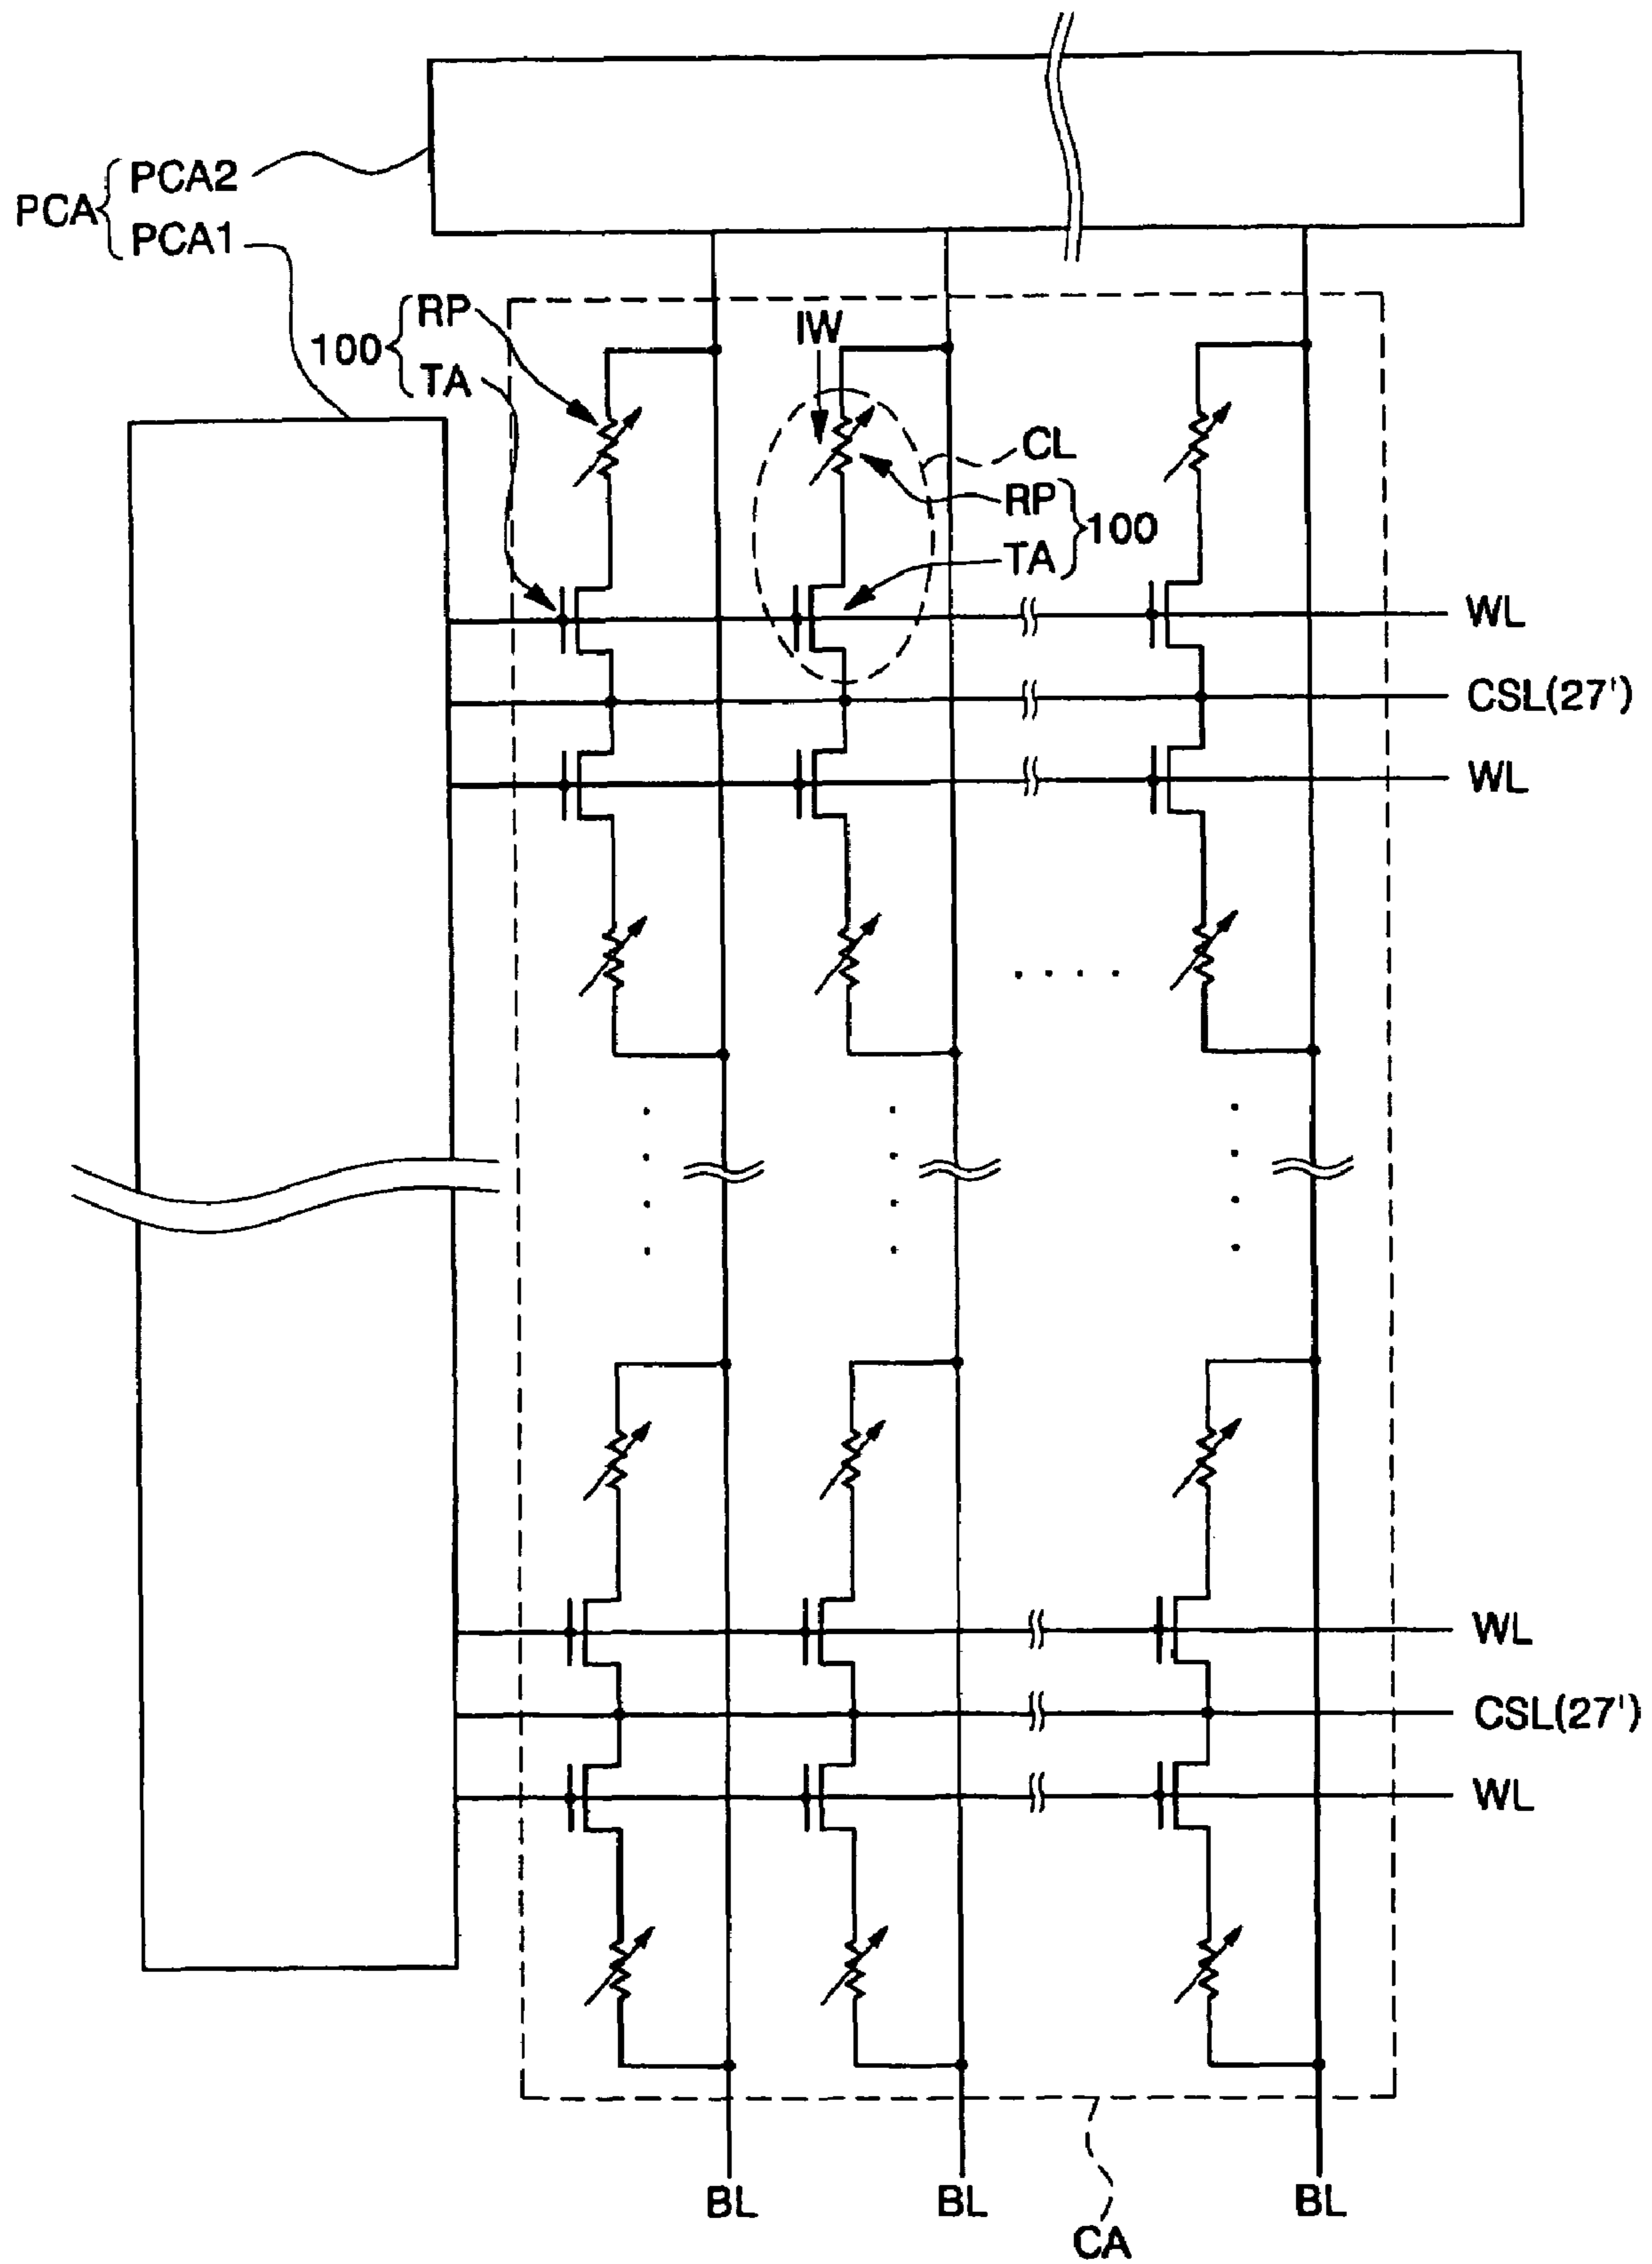 PCA2
PCA
PCA1
RP
100
TA
IW
CL
RP
100
TA
WL
CSL(27')
WL
WL
CSL(27')
WL
BL
BL
BL
CA